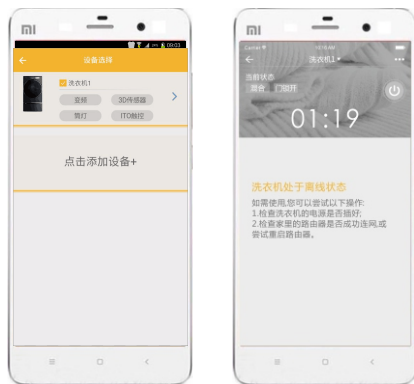 MI
09:03
设备选择
洗衣机1
变频
3D传感器
筒灯
ITO触控
点击添加设备+
MI
洗衣机1
当前状态
混合
01:19
洗衣机处于离线状态
如需使用,您可以尝试以下操作:
1.检查洗衣机的电源是否插好;
2.检查家里的路由器是否成功连网,或
尝试重启路由器。